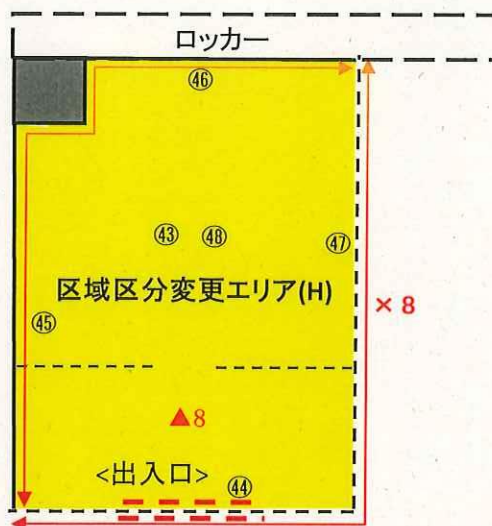 ロッカー
㊻
㊸ ㊽ ㊼
区域区分変更エリア(H)
× 8
㊺
▲8
<出入口>
㊹